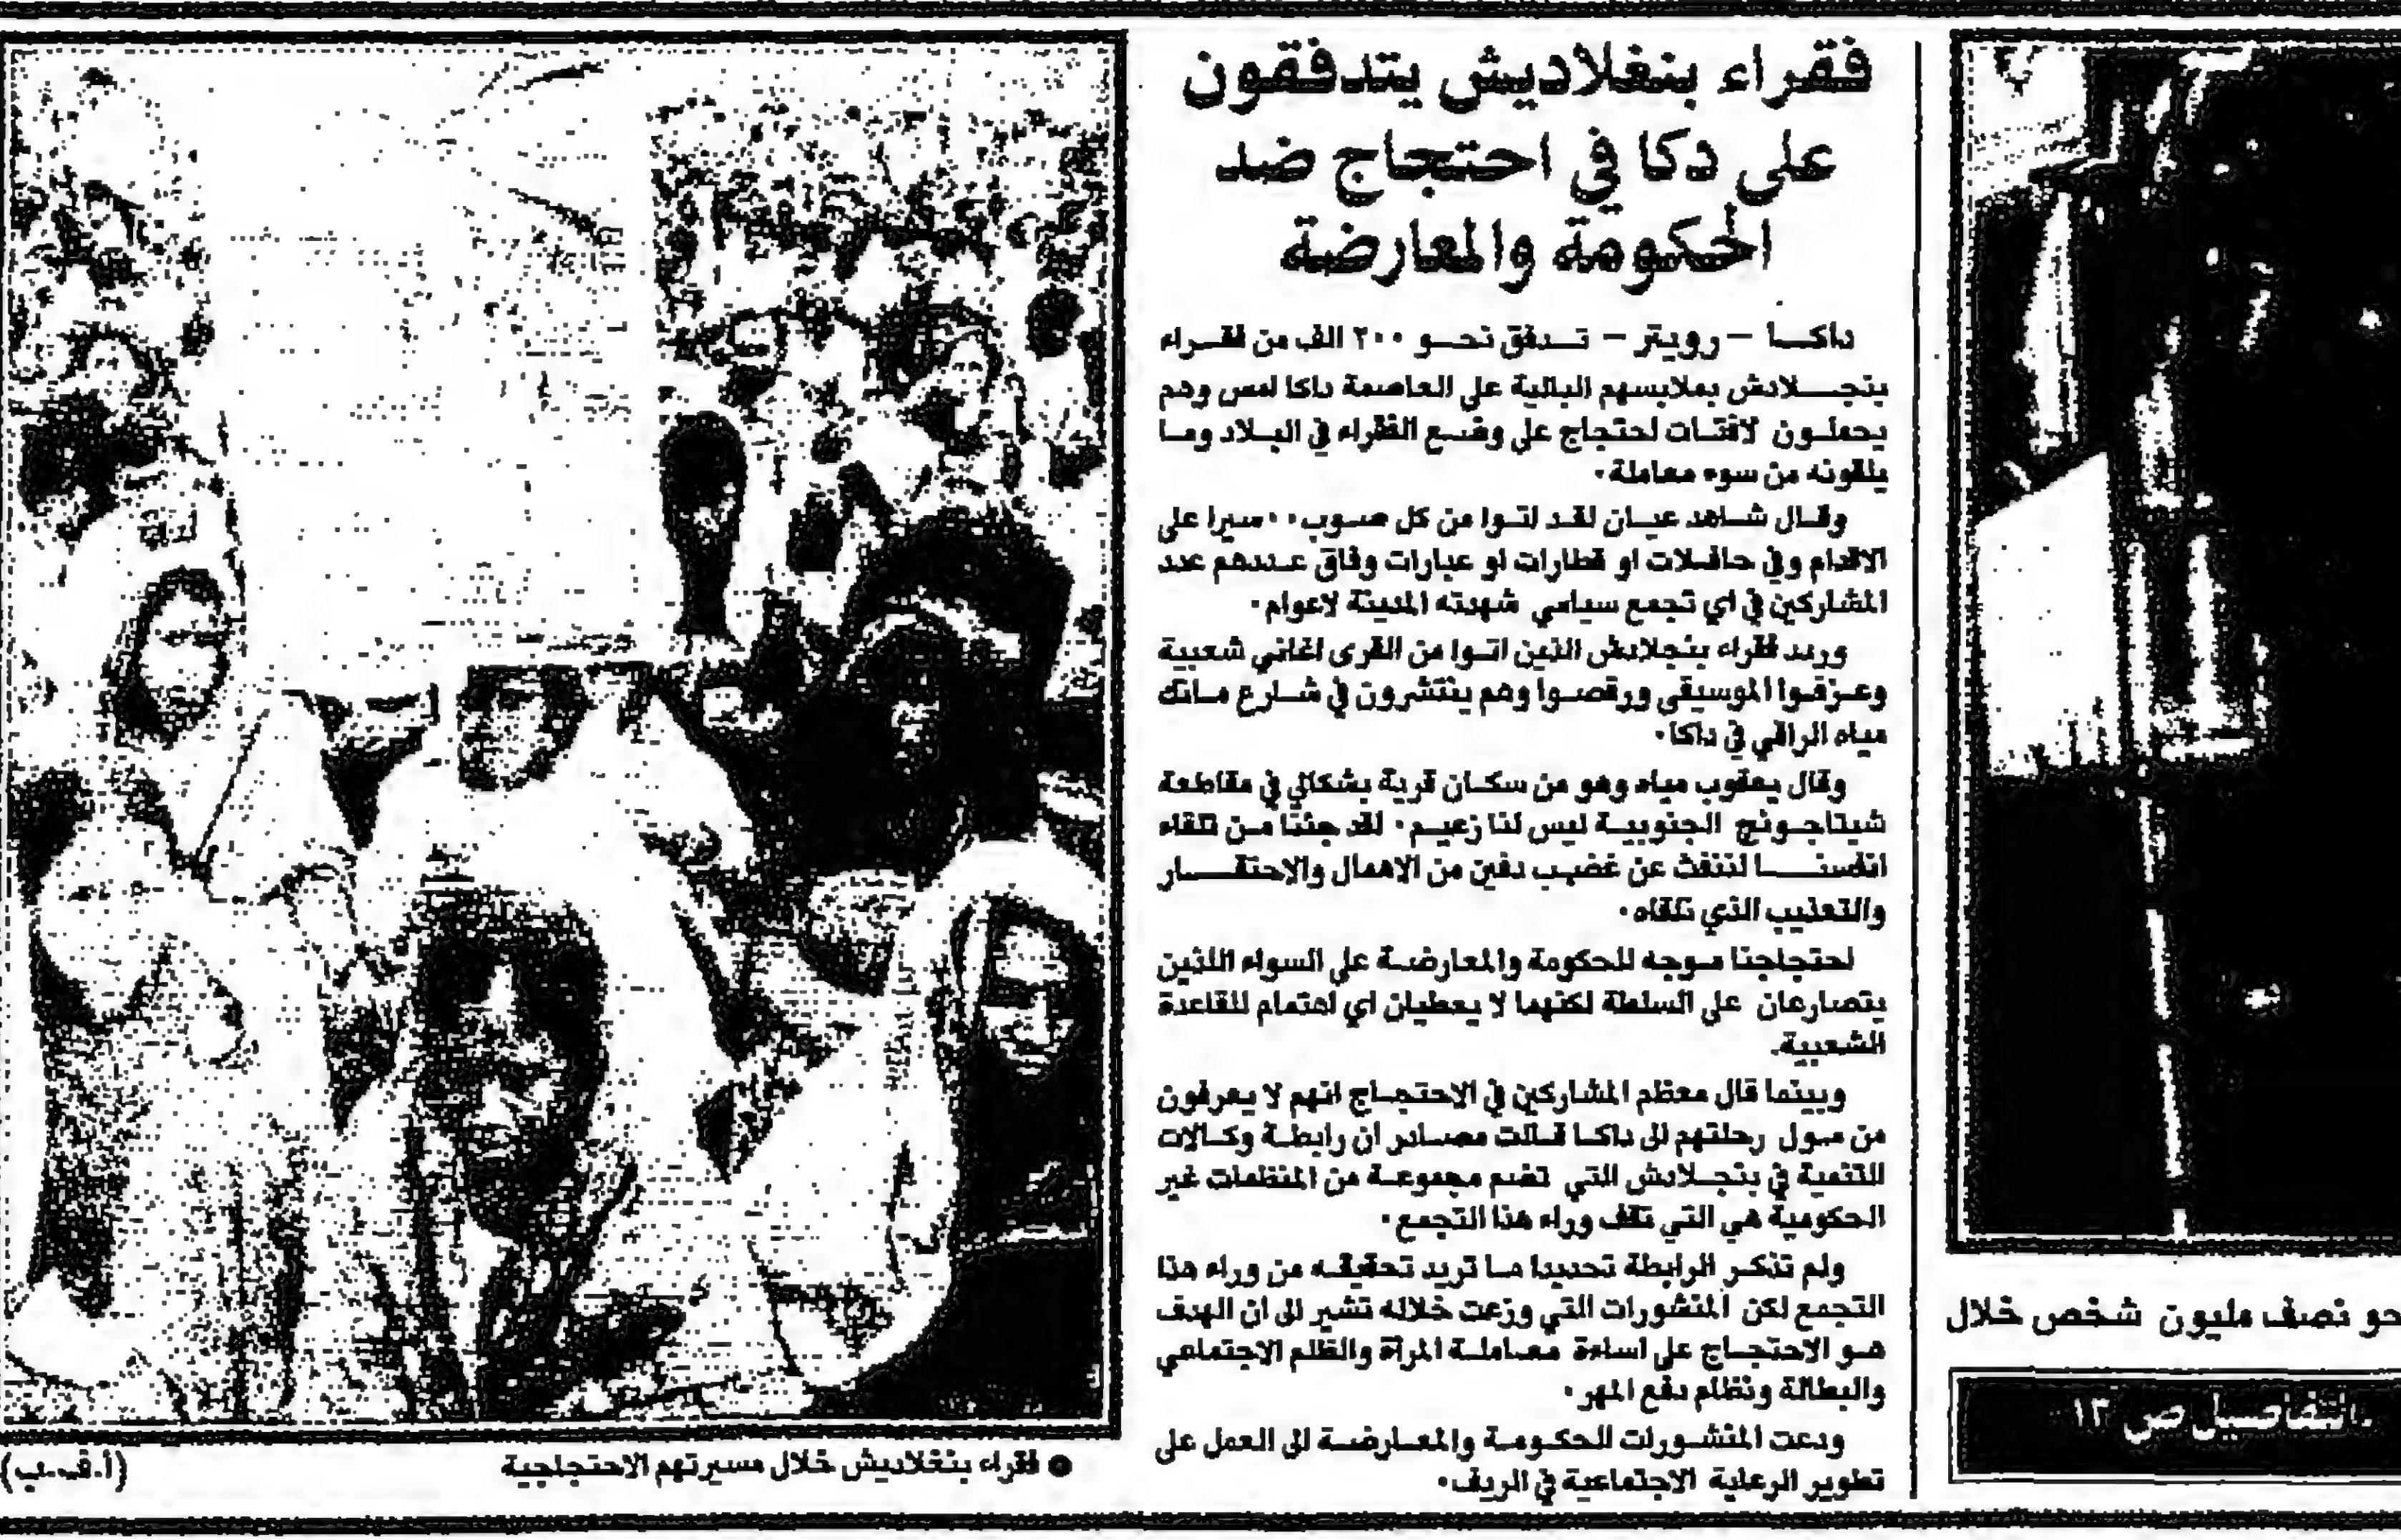 فقراء بنغلاديش يتدفقون
على دكا في احتجاج ضد
الحكومة والمعارضة
داكا – رويتر – تدفق نحو ٢٠٠ الف من فقراء
بنجلادش بملابسهم البالية على العاصمة داكا امس وهم
يحملون لافتات احتجاج على وضع الفقراء في البلاد وما
يلقونه من سوء معاملة.
وقال شاهد عيان لقد اتوا من كل صوب.. سيرا على
الاقدام وفي حافلات او قطارات او عبارات وفاق عددهم عدد
المشاركين في اي تجمع سياسي شهدته المدينة لاعوام.
وردد فقراء بنجلادش الذين اتوا من القرى اغاني شعبية
وعزفوا الموسيقى ورقصوا وهم ينتشرون في شارع مانك
مياه الراقي في داكا.
وقال يعقوب مياه وهو من سكان قرية بشكالي في مقاطعة
شيتاجونج الجنوبية ليس لنا زعيم. لقد جئنا من تلقاء
انفسنا لننفث عن غضب دفين من الاهمال والاحتقار
والتعذيب الذي نلقاه.
احتجاجنا موجه للحكومة والمعارضة على السواء اللذين
يتصارعان على السلطة لكنهما لا يعطيان اي اهتمام للقاعدة
الشعبية.
وبينما قال معظم المشاركين في الاحتجاج انهم لا يعرفون
من مول رحلتهم الى داكا قالت مصادر ان رابطة وكالات
التنمية في بنجلادش التي تضم مجموعة من المنظمات غير
الحكومية هي التي تقف وراء هذا التجمع.
ولم تذكر الرابطة تحديدا ما تريد تحقيقه من وراء هذا
التجمع لكن المنشورات التي وزعت خلاله تشير الى ان الهدف
هو الاحتجاج على اساءة معاملة المرأة والظلم الاجتماعي
والبطالة ونظام دفع المهر.
ودعت المنشورات الحكومة والمعارضة الى العمل على
تطوير الرعاية الاجتماعية في الريف.
● فقراء بنغلاديش خلال مسيرتهم الاحتجاجية
(أ.ف.ب)
حو نصف مليون شخص خلال
التفاصيل ص ١٣